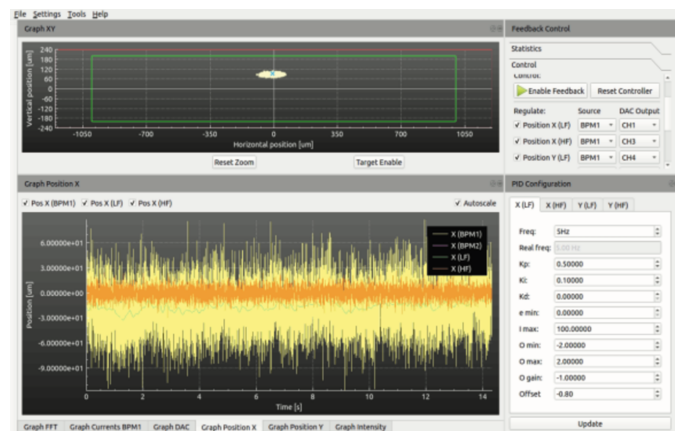 File Settings Tools Help
Graph XY
Feedback Control
240
180
120
60
0
-60
-120
-180
-240
Vertical position [um]
-1050 -700 -350 0 350 700 1050
Horizontal position [um]
Reset Zoom Target Enable
Statistics
Control
Control:
Enable Feedback Reset Controller
Regulate: Source DAC Output
Position X (LF) BPM1 CH1
Position X (HF) BPM1 CH3
Position Y (LF) BPM1 CH4
Graph Position X
Pos X (BPM1) Pos X (LF) Pos X (HF) Autoscale
X (BPM1)
X (BPM2)
X (LF)
X (HF)
6.00000e+01
3.00000e+01
0.00000e+00
-3.00000e+01
-6.00000e+01
-9.00000e+01
Position [um]
0 2 4 6 8 10 12 14
Time [s]
Graph FFT Graph Currents BPM1 Graph DAC Graph Position X Graph Position Y Graph Intensity
PID Configuration
X (LF) X (HF) Y (LF) Y (HF)
Freq: 5Hz
Real freq: 5.00 Hz
Kp: 0.50000
Ki: 0.10000
Kd: 0.00000
e min: 0.00000
I max: 100.00000
O min: -2.00000
O max: 2.00000
O gain: -1.00000
Offset -0.80
Update